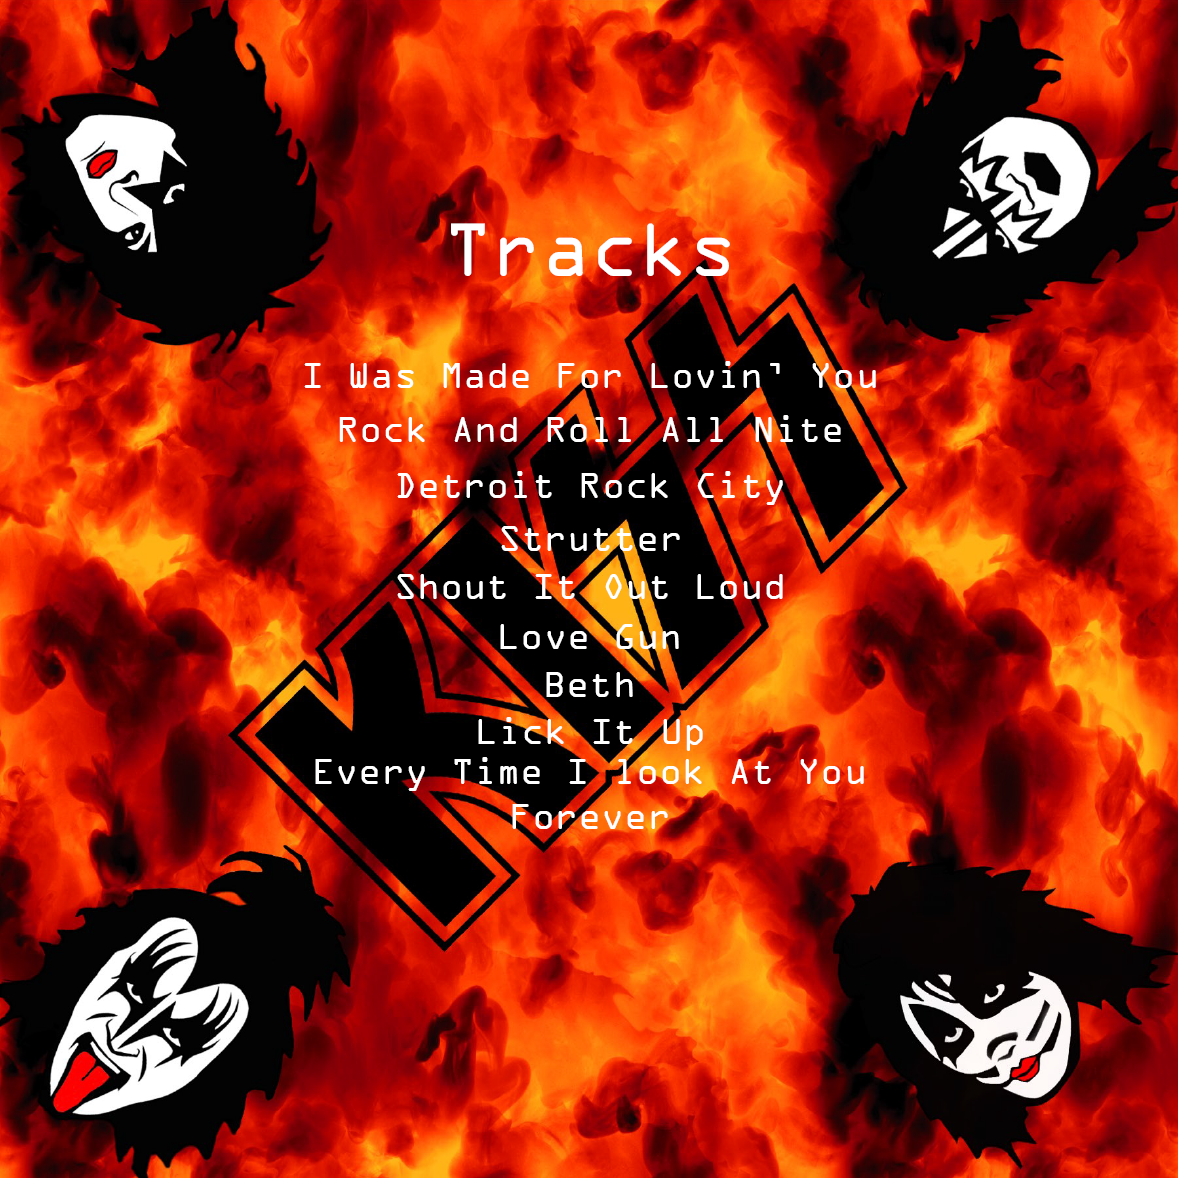 Tracks
I Was Made For Lovin' You
Rock And Roll All Nite
Detroit Rock City
Strutter
Shout It Out Loud
Love Gun
Beth
Lick It Up
Every Time I look At You
Forever
KISS